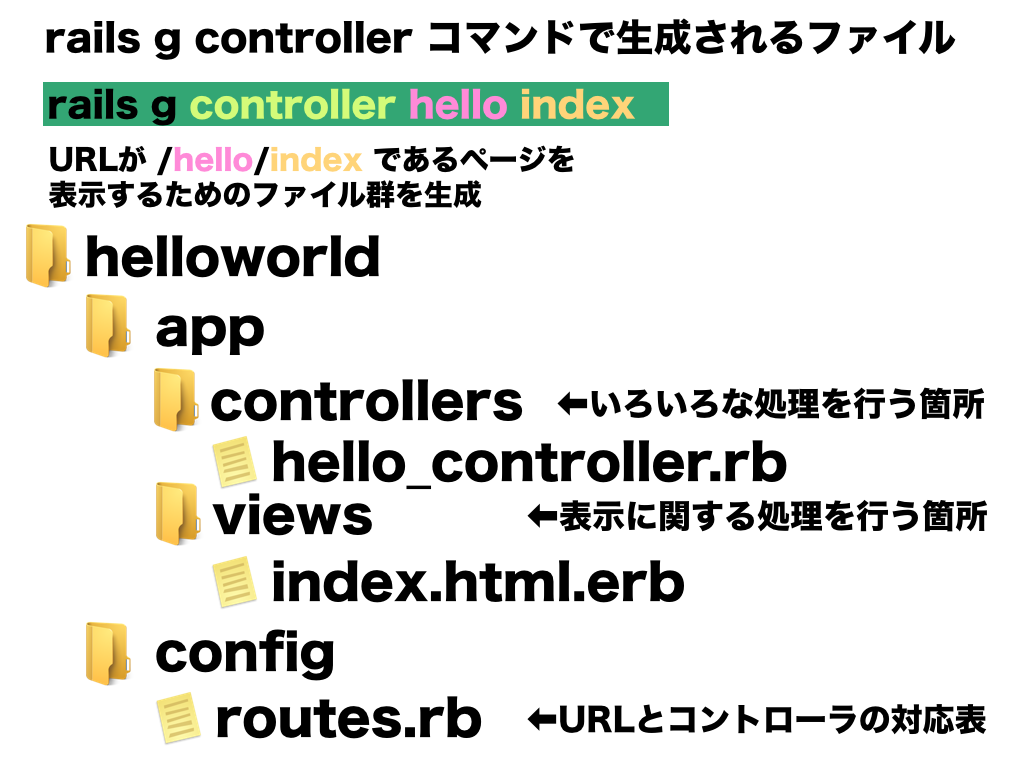 rails g controller コマンドで生成されるファイル
rails g controller hello index
URLが /hello/index であるページを
表示するためのファイル群を生成
helloworld
app
controllers ←いろいろな処理を行う箇所
hello_controller.rb
views ←表示に関する処理を行う箇所
index.html.erb
config
routes.rb ←URLとコントローラの対応表